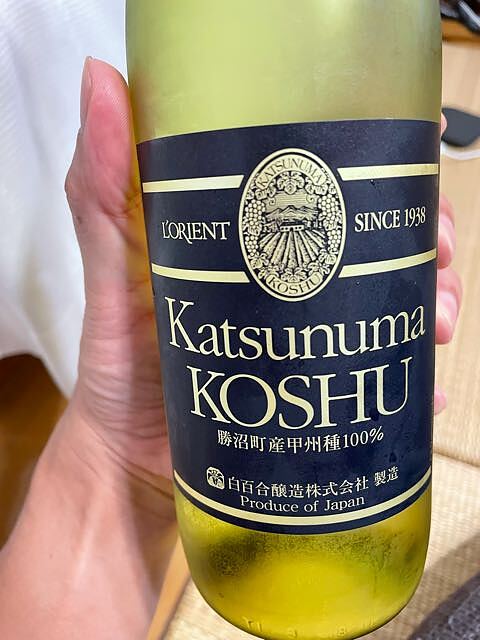 KATSUNUMA
L'ORIENT
SINCE 1938
KOSHU
Katsunuma
KOSHU
勝沼町産甲州種100%
白百合醸造株式会社 製造
Produce of Japan